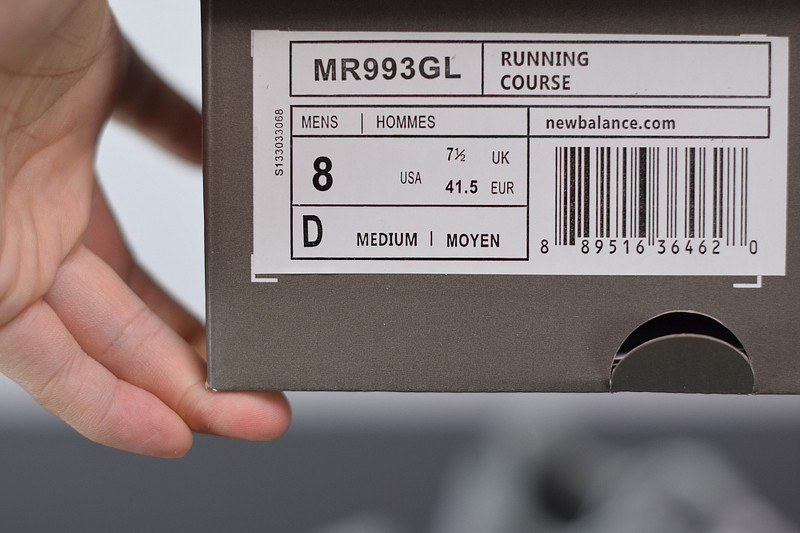 MR993GL
RUNNING
COURSE
MENS | HOMMES
newbalance.com
S133033068
8 USA
7½ UK
41.5 EUR
D MEDIUM | MOYEN
8 89516 36462 0